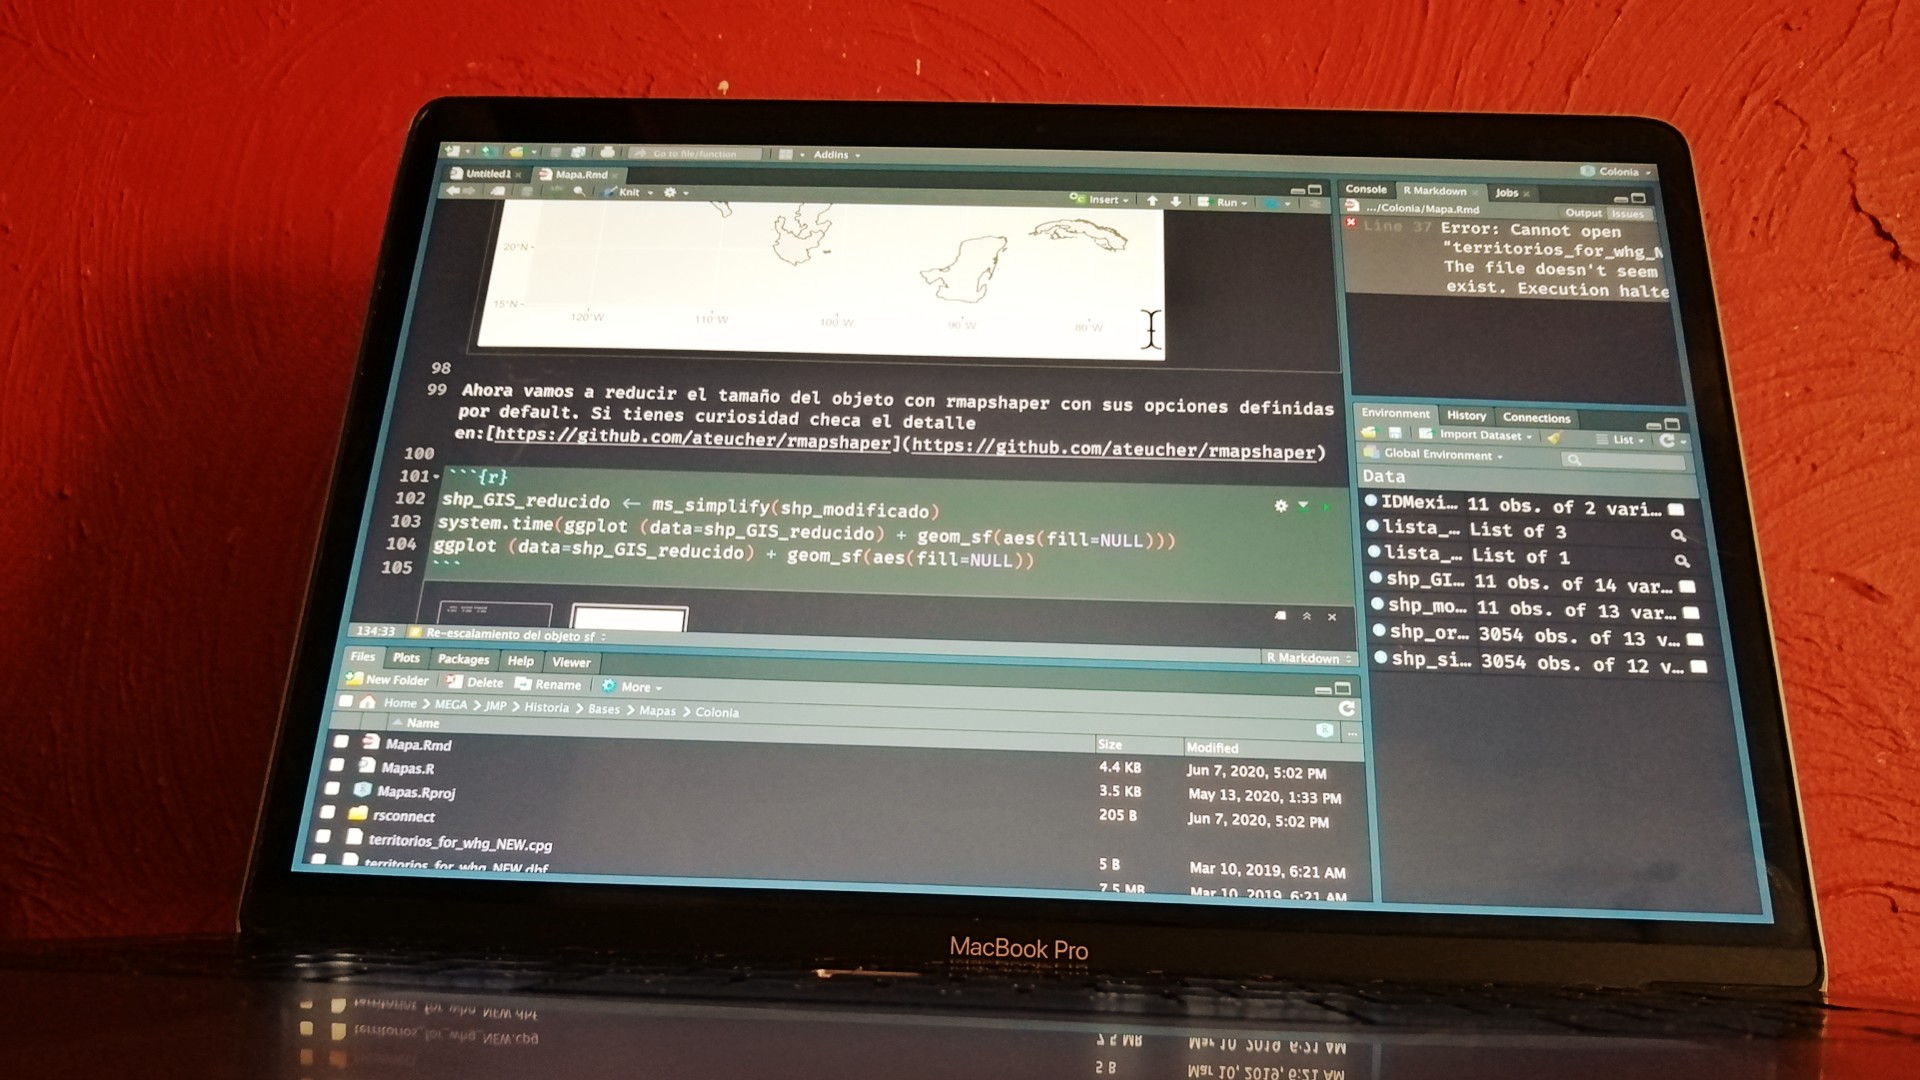 Go to file/function
Addins
Colonia
Untitled1
Mapa.Rmd
Knit
Insert
Run
20°N
15°N
120°W
110°W
100°W
90°W
80°W
98
99 Ahora vamos a reducir el tamaño del objeto con rmapshaper con sus opciones definidas
por default. Si tienes curiosidad checa el detalle
en:[https://github.com/ateucher/rmapshaper](https://github.com/ateucher/rmapshaper)
100
101 ```{r}
102 shp_GIS_reducido <- ms_simplify(shp_modificado)
103 system.time(ggplot (data=shp_GIS_reducido) + geom_sf(aes(fill=NULL)))
104 ggplot (data=shp_GIS_reducido) + geom_sf(aes(fill=NULL))
105 ```
134:33 Re-escalamiento del objeto sf
R Markdown
Console R Markdown Jobs
.../Colonia/Mapa.Rmd
Output Issues
Line 37 Error: Cannot open
"territorios_for_whg_N
The file doesn't seem
exist. Execution halte
Environment History Connections
Import Dataset
List
Global Environment
Data
IDMexi… 11 obs. of 2 vari…
lista_… List of 3
lista_… List of 1
shp_GI… 11 obs. of 14 var…
shp_mo… 11 obs. of 13 var…
shp_or… 3054 obs. of 13 v…
shp_si… 3054 obs. of 12 v…
Files Plots Packages Help Viewer
New Folder Delete Rename More
Home > MEGA > JMP > Historia > Bases > Mapas > Colonia
Name Size Modified
Mapa.Rmd 4.4 KB Jun 7, 2020, 5:02 PM
Mapas.R 3.5 KB May 13, 2020, 1:33 PM
Mapas.Rproj 205 B Jun 7, 2020, 5:02 PM
rsconnect
territorios_for_whg_NEW.cpg 5 B Mar 10, 2019, 6:21 AM
territorios_for_whg_NEW.dbf 7.5 MB Mar 10, 2019, 6:21 AM
MacBook Pro